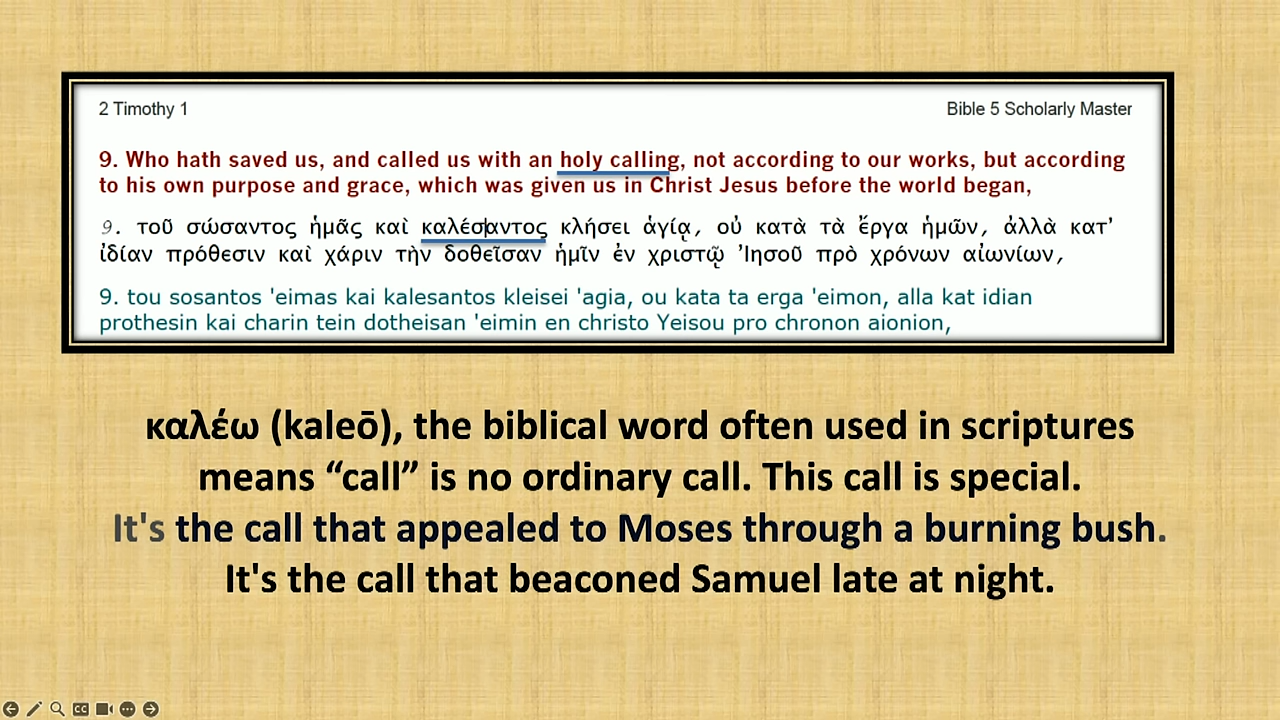 2 Timothy 1
Bible 5 Scholarly Master
9. Who hath saved us, and called us with an holy calling, not according to our works, but according
to his own purpose and grace, which was given us in Christ Jesus before the world began,
9. τοῦ σώσαντος ἡμᾶς καὶ καλέσαντος κλήσει ἁγίᾳ, οὐ κατὰ τὰ ἔργα ἡμῶν, ἀλλὰ κατ'
ἰδίαν πρόθεσιν καὶ χάριν τὴν δοθεῖσαν ἡμῖν ἐν χριστῷ Ἰησοῦ πρὸ χρόνων αἰωνίων,
9. tou sosantos 'eimas kai kalesantos kleisei 'agia, ou kata ta erga 'eimon, alla kat idian
prothesin kai charin tein dotheisan 'eimin en christo Yeisou pro chronon aionion,
καλέω (kaleō), the biblical word often used in scriptures
means “call” is no ordinary call. This call is special.
It's the call that appealed to Moses through a burning bush.
It's the call that beaconed Samuel late at night.
CC